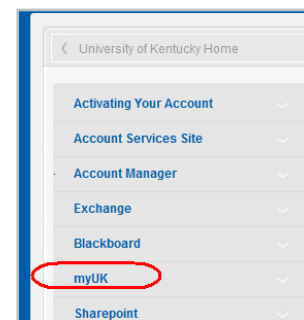 University of Kentucky Home
Activating Your Account
Account Services Site
Account Manager
Exchange
Blackboard
myUK
Sharepoint